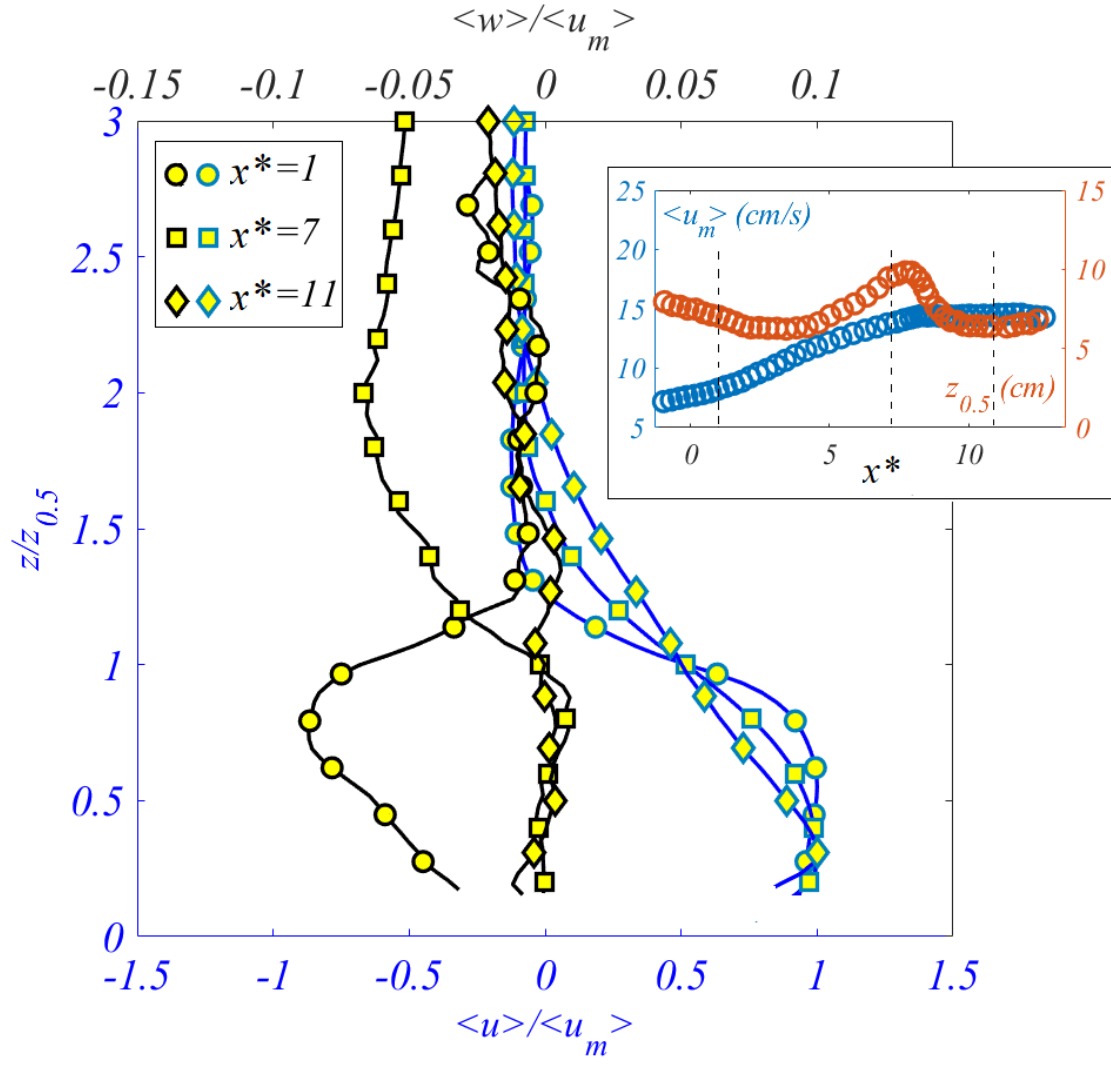 <w>/<u_m>
-0.15 -0.1 -0.05 0 0.05 0.1
3
2.5
2
1.5
1
0.5
0
z/z_0.5
x*=1
x*=7
x*=11
25
20
15
10
5
<u_m> (cm/s)
15
10
5
0
z_0.5 (cm)
0 5 10
x*
-1.5 -1 -0.5 0 0.5 1 1.5
<u>/<u_m>